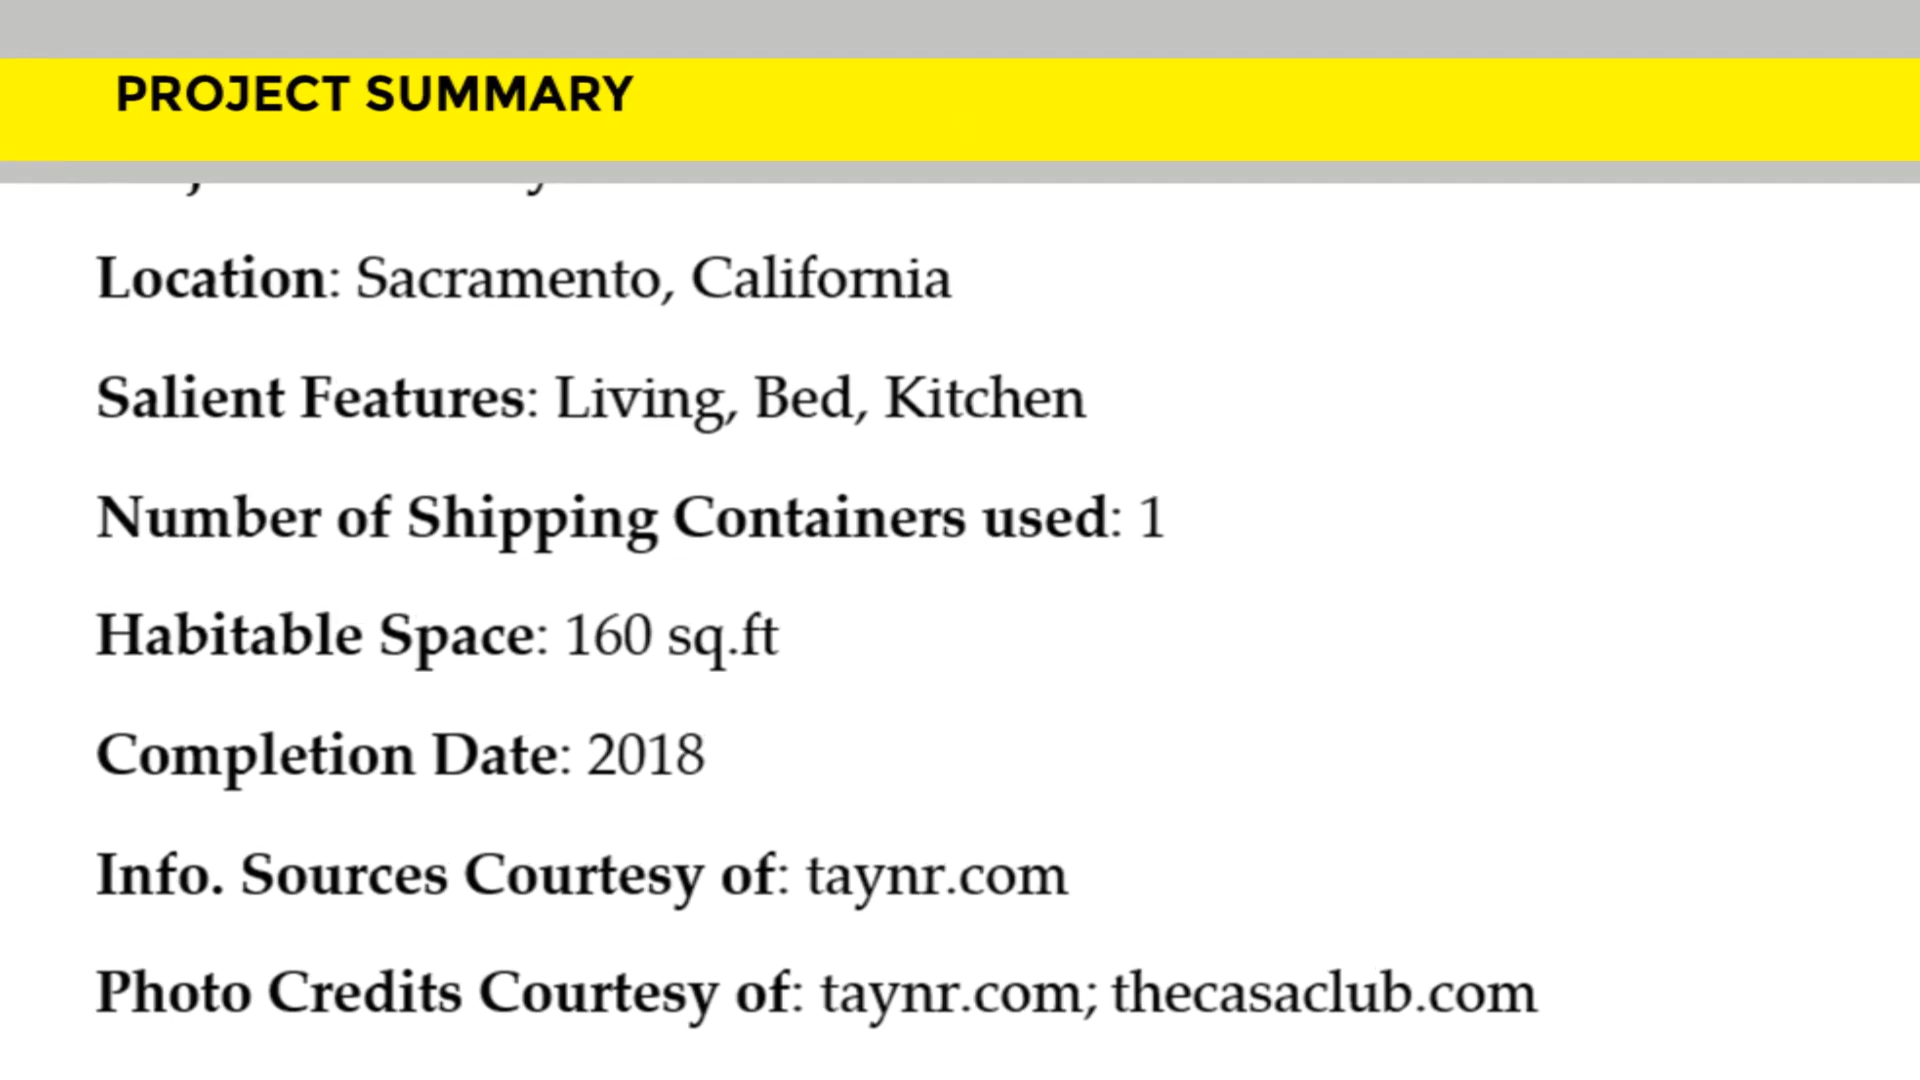 PROJECT SUMMARY
Location: Sacramento, California
Salient Features: Living, Bed, Kitchen
Number of Shipping Containers used: 1
Habitable Space: 160 sq.ft
Completion Date: 2018
Info. Sources Courtesy of: taynr.com
Photo Credits Courtesy of: taynr.com; thecasaclub.com